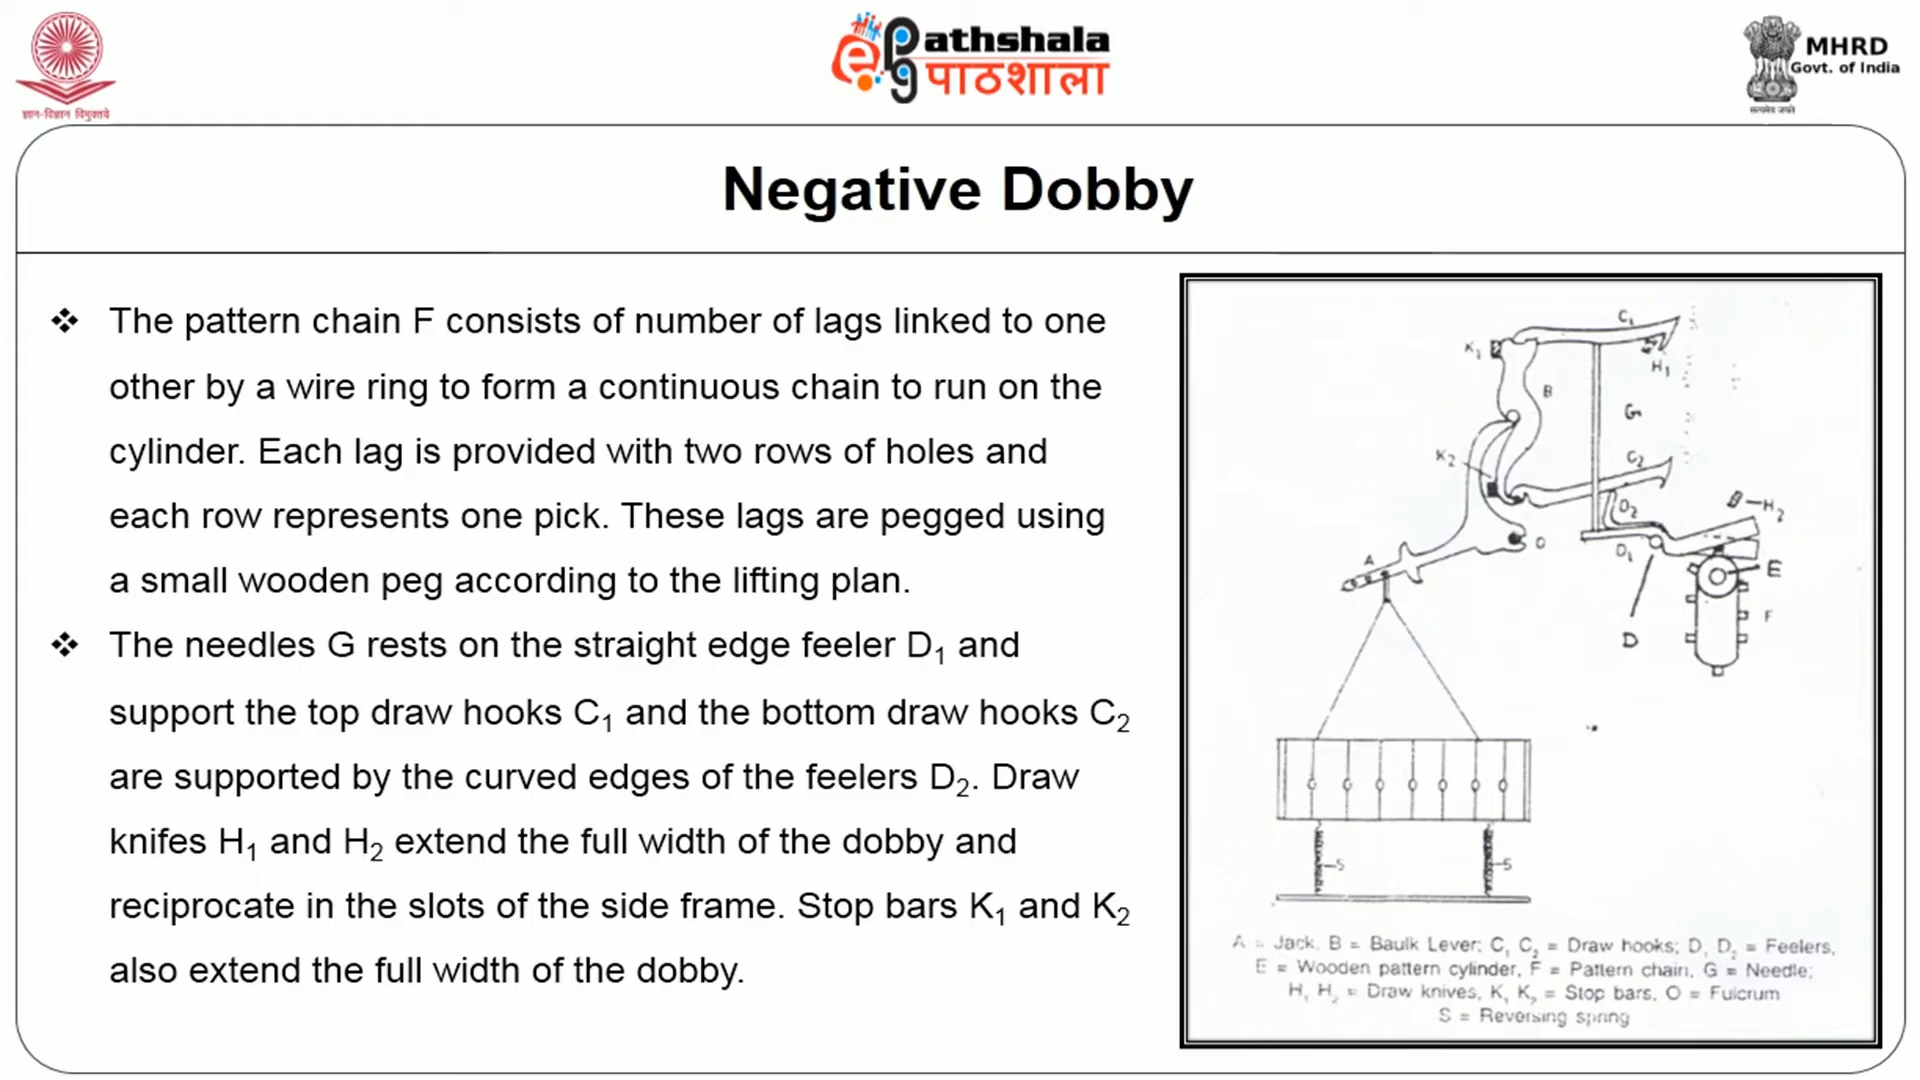 ज्ञान-विज्ञान विमुक्तये
ePathshala
पाठशाला
MHRD
Govt. of India
सत्यमेव जयते
Negative Dobby
❖ The pattern chain F consists of number of lags linked to one
other by a wire ring to form a continuous chain to run on the
cylinder. Each lag is provided with two rows of holes and
each row represents one pick. These lags are pegged using
a small wooden peg according to the lifting plan.
❖ The needles G rests on the straight edge feeler D₁ and
support the top draw hooks C₁ and the bottom draw hooks C₂
are supported by the curved edges of the feelers D₂. Draw
knifes H₁ and H₂ extend the full width of the dobby and
reciprocate in the slots of the side frame. Stop bars K₁ and K₂
also extend the full width of the dobby.
C₁
K₁
H₁
B
G
K₂
C₂
D₂
H₂
O
D₁
A
E
F
D
S
S
A = Jack, B = Baulk Lever; C₁ C₂ = Draw hooks; D₁ D₂ = Feelers,
E = Wooden pattern cylinder, F = Pattern chain, G = Needle;
H₁ H₂ = Draw knives, K₁ K₂ = Stop bars, O = Fulcrum
S = Reversing spring